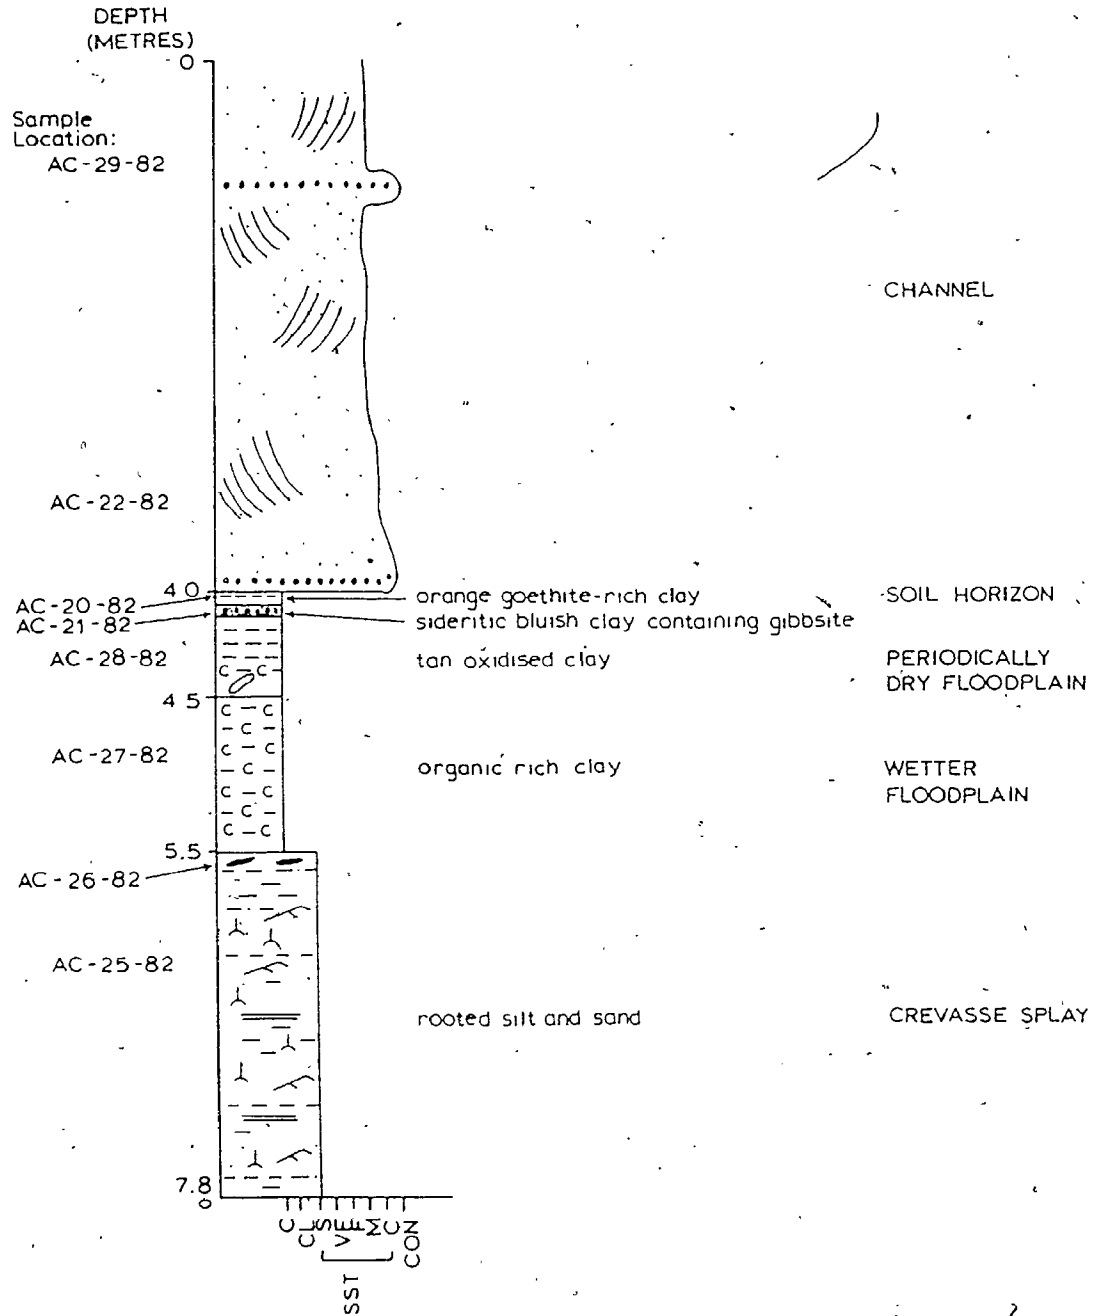 DEPTH
(METRES)
0
Sample
Location:
AC-29-82
CHANNEL
AC-22-82
4 0
AC-20-82
orange goethite-rich clay
SOIL HORIZON
AC-21-82
sideritic bluish clay containing gibbsite
AC-28-82
tan oxidised clay
PERIODICALLY
DRY FLOODPLAIN
4 5
AC-27-82
organic rich clay
WETTER
FLOODPLAIN
5.5
AC-26-82
AC-25-82
rooted silt and sand
CREVASSE SPLAY
7.8
C
CL
S
VF
F
M
C
CON
SST